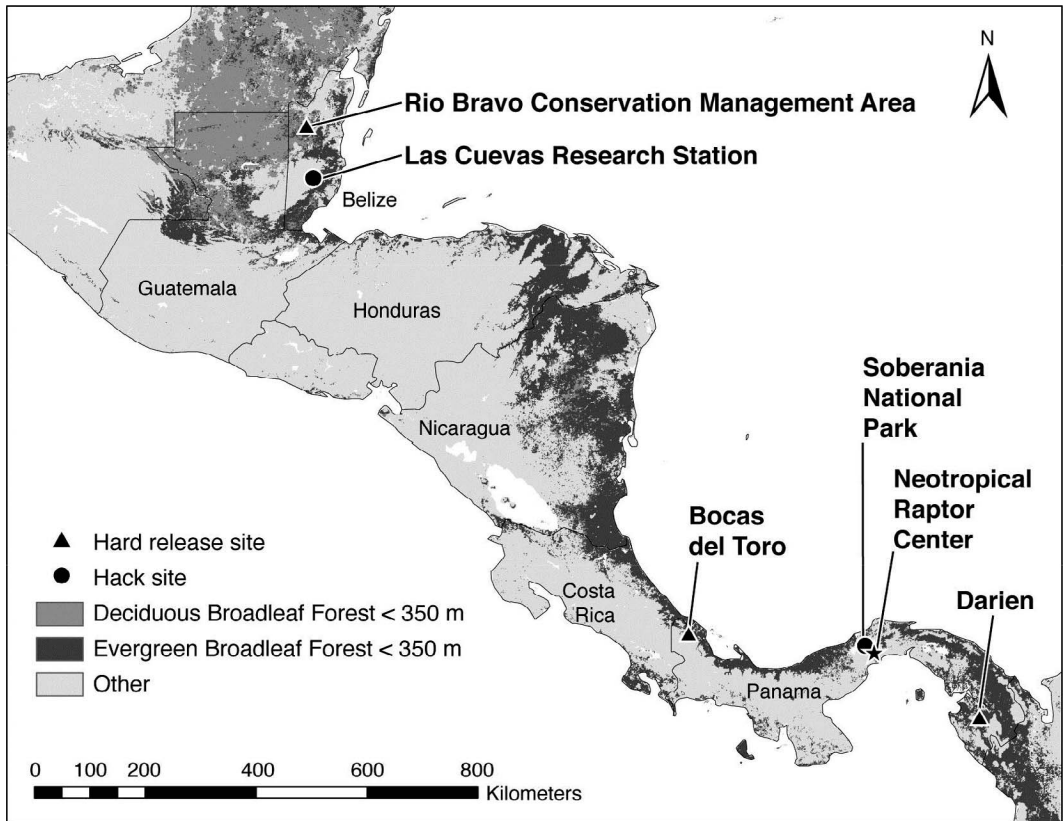 N
Rio Bravo Conservation Management Area
Las Cuevas Research Station
Belize
Guatemala
Honduras
Soberania
National
Park
Nicaragua
Neotropical
Raptor
Center
Bocas
del Toro
Hard release site
Hack site
Costa
Rica
Darien
Deciduous Broadleaf Forest < 350 m
Evergreen Broadleaf Forest < 350 m
Other
Panama
0 100 200 400 600 800
Kilometers